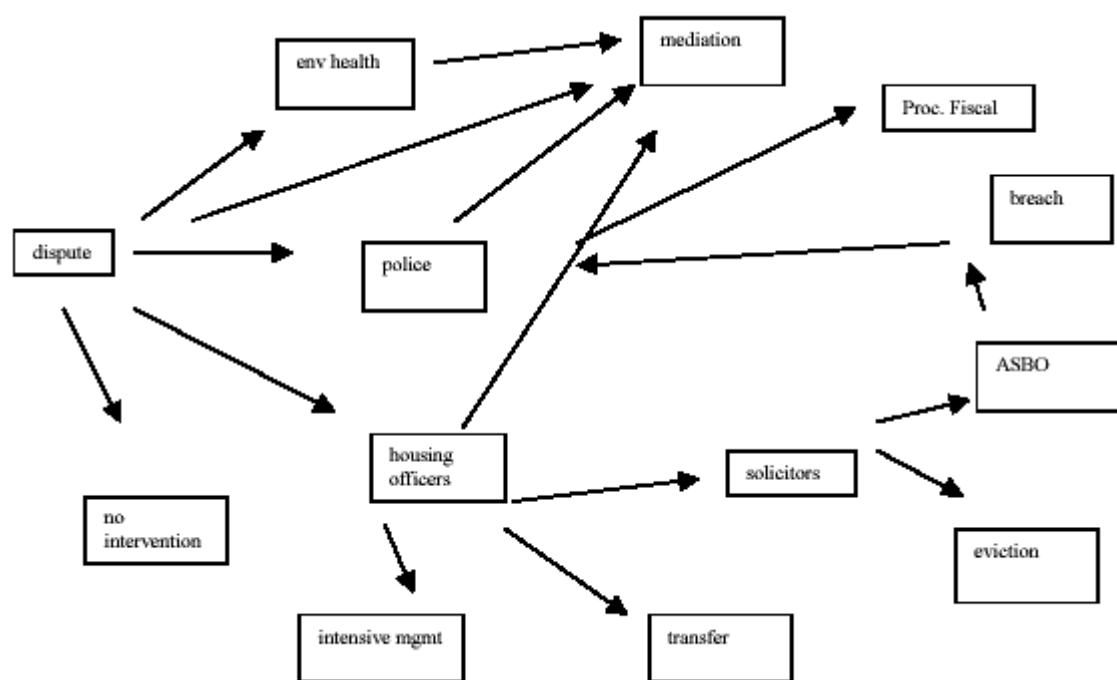 mediation
env health
Proc. Fiscal
breach
dispute
police
ASBO
housing
officers
solicitors
no
intervention
eviction
intensive mgmt
transfer